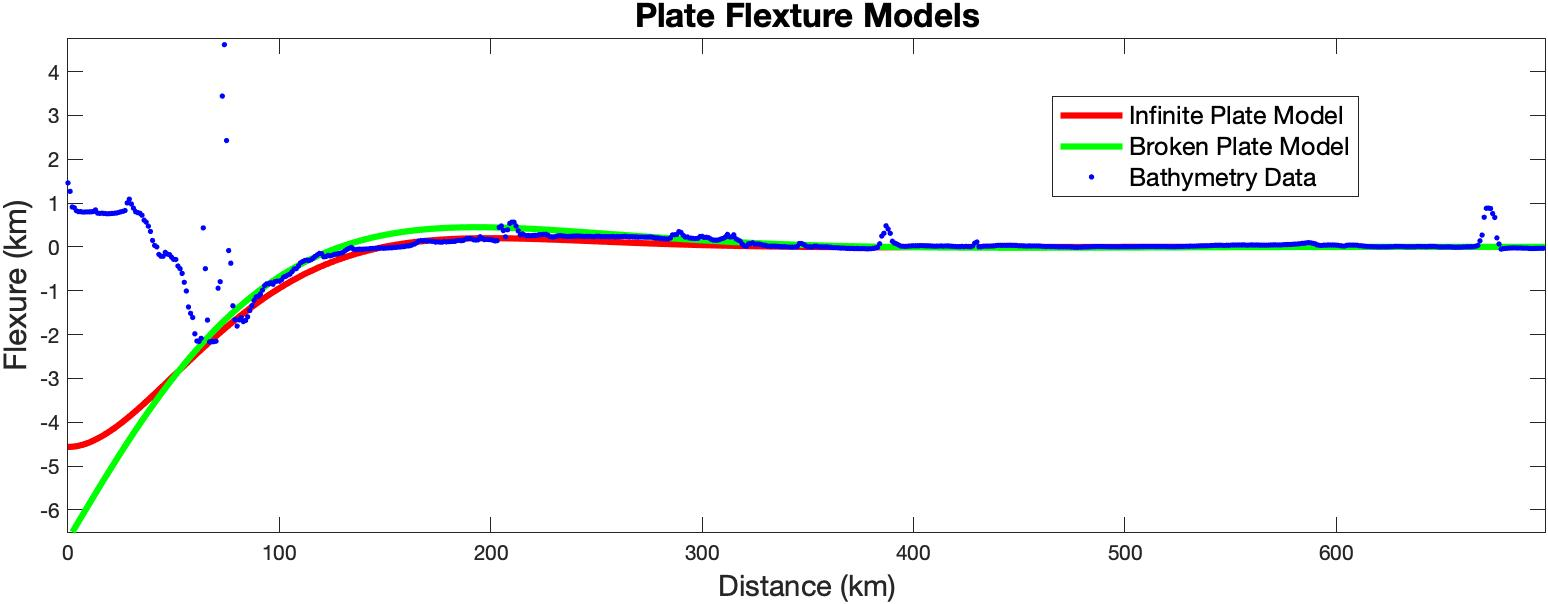 Plate Flexture Models
Flexure (km)
4
3
2
1
0
-1
-2
-3
-4
-5
-6
Infinite Plate Model
Broken Plate Model
Bathymetry Data
0 100 200 300 400 500 600
Distance (km)